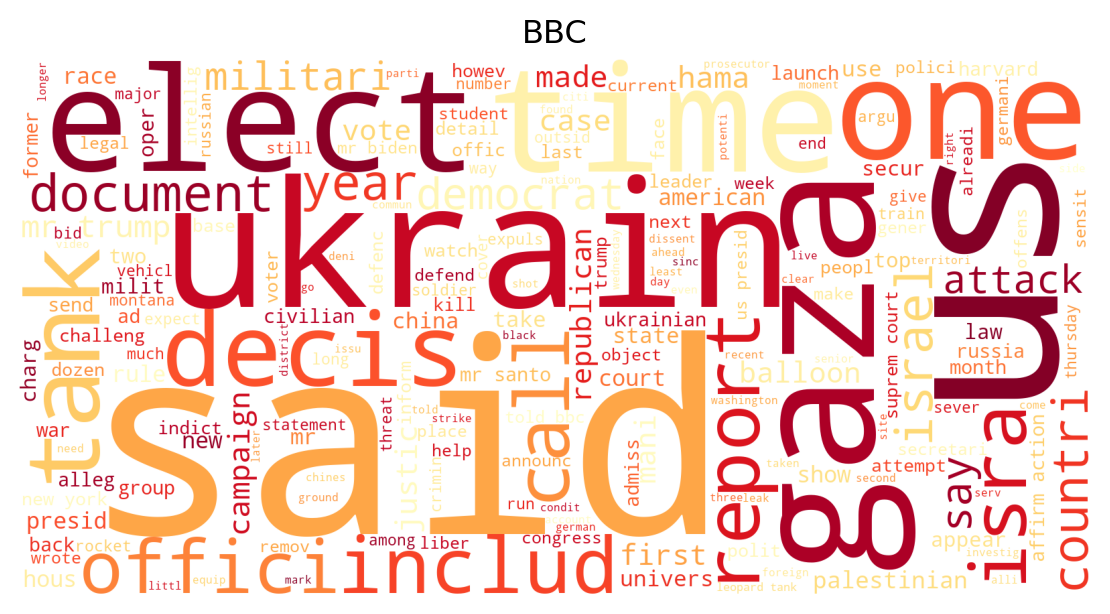 BBC
longer
race
major
former
legal
oper
russian
intellig
militari
parti
howev
number
prosecutor
made
current
hama
launch
moment
use
polici
harvard
argu
germani
elect
time
one
vote
mr biden
still
student
detail
offic
way
case
found
outsid
last
face
potenti
end
secur
give
train
gener
alreadi
right
offens
sensit
document
year
democrat
nation
commun
leader
american
week
mr trump
base
bid
video
two
vehicl
milit
send
montana
ad
expect
challeng
much
dozen
rule
ukrain
deni
go
voter
defenc
watch
cover
expuls
defend
soldier
kill
civilian
china
take
republican
trump
ukrainian
state
next
dissent
ahead
sinc
least
day
wednesday
even
us presid
live
clear
peopl
make
top
territori
israel
us
attack
law
russia
month
thursday
tank
charg
war
decis
district
issu
long
black
shot
mr santo
call
object
court
report
recent
washington
balloon
senior
gaza
suprem court
sever
come
said
indict
new
statement
mr
campaign
later
threat
justic
inform
told
strike
told bbc
place
help
crimin
announc
run
condit
mani
admiss
show
attempt
site
secretari
say
isra
countri
affirm action
need
alleg
group
new york
presid
back
wrote
rocket
hous
offici
littl
equip
remov
mark
includ
chines
ground
among
liber
congress
german
first
univers
three
leak
polit
foreign
leopard tank
taken
second
palestinian
appear
serv
investig
alli